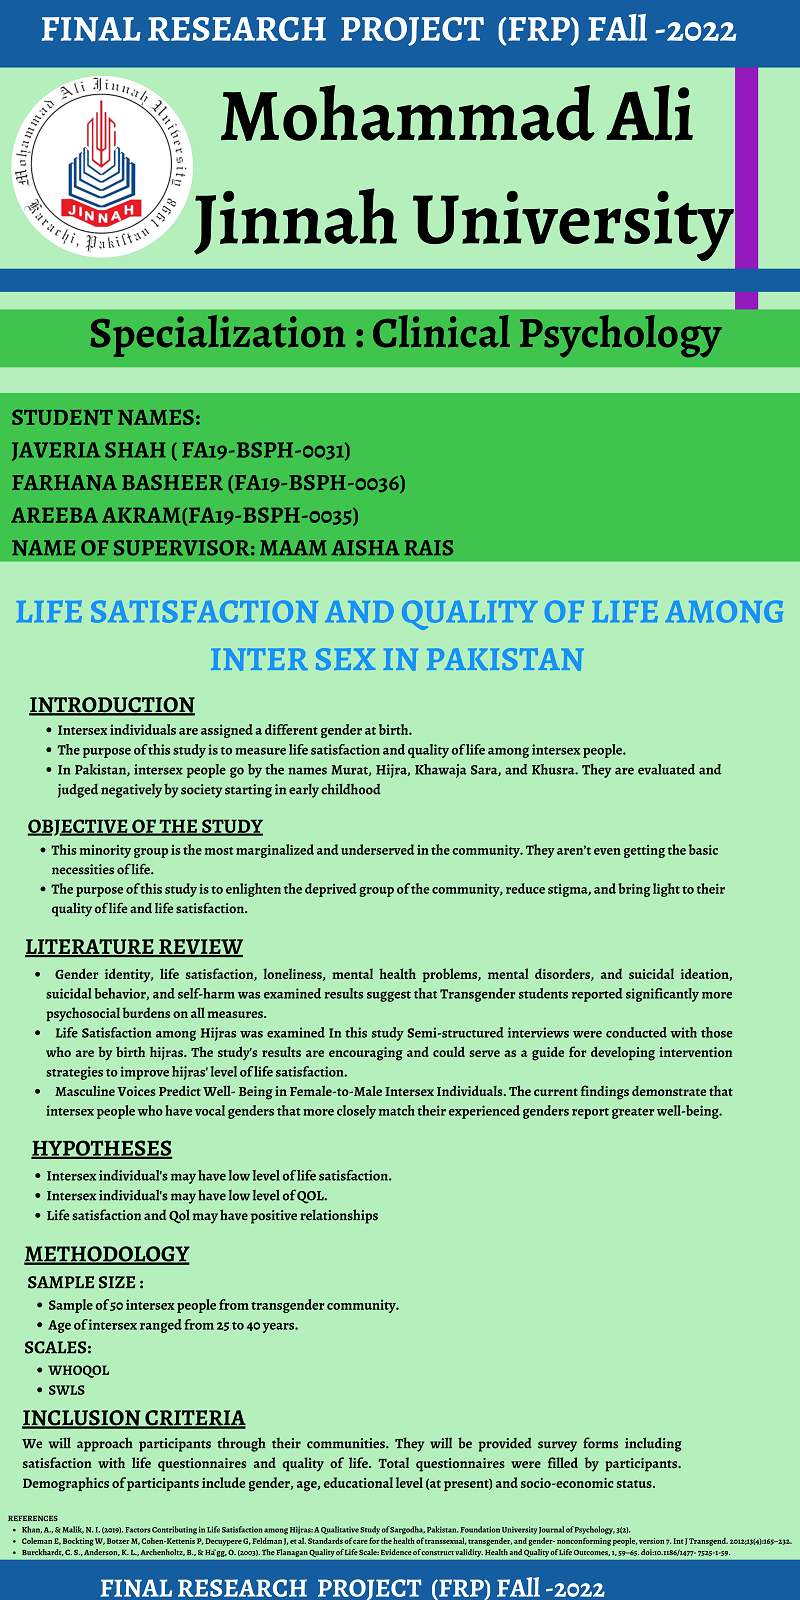 FINAL RESEARCH PROJECT (FRP) FAll -2022
Mohammad Ali Jinnah University
Karachi, Pakistan 1998
JINNAH
Mohammad Ali
Jinnah University
Specialization : Clinical Psychology
STUDENT NAMES:
JAVERIA SHAH ( FA19-BSPH-0031)
FARHANA BASHEER (FA19-BSPH-0036)
AREEBA AKRAM(FA19-BSPH-0035)
NAME OF SUPERVISOR: MAAM AISHA RAIS
LIFE SATISFACTION AND QUALITY OF LIFE AMONG
INTER SEX IN PAKISTAN
INTRODUCTION
• Intersex individuals are assigned a different gender at birth.
• The purpose of this study is to measure life satisfaction and quality of life among intersex people.
• In Pakistan, intersex people go by the names Murat, Hijra, Khawaja Sara, and Khusra. They are evaluated and
judged negatively by society starting in early childhood
OBJECTIVE OF THE STUDY
• This minority group is the most marginalized and underserved in the community. They aren't even getting the basic
necessities of life.
• The purpose of this study is to enlighten the deprived group of the community, reduce stigma, and bring light to their
quality of life and life satisfaction.
LITERATURE REVIEW
• Gender identity, life satisfaction, loneliness, mental health problems, mental disorders, and suicidal ideation,
suicidal behavior, and self-harm was examined results suggest that Transgender students reported significantly more
psychosocial burdens on all measures.
• Life Satisfaction among Hijras was examined In this study Semi-structured interviews were conducted with those
who are by birth hijras. The study's results are encouraging and could serve as a guide for developing intervention
strategies to improve hijras' level of life satisfaction.
• Masculine Voices Predict Well- Being in Female-to-Male Intersex Individuals. The current findings demonstrate that
intersex people who have vocal genders that more closely match their experienced genders report greater well-being.
HYPOTHESES
• Intersex individual's may have low level of life satisfaction.
• Intersex individual's may have low level of QOL.
• Life satisfaction and Qol may have positive relationships
METHODOLOGY
SAMPLE SIZE :
• Sample of 50 intersex people from transgender community.
• Age of intersex ranged from 25 to 40 years.
SCALES:
• WHOQOL
• SWLS
INCLUSION CRITERIA
We will approach participants through their communities. They will be provided survey forms including
satisfaction with life questionnaires and quality of life. Total questionnaires were filled by participants.
Demographics of participants include gender, age, educational level (at present) and socio-economic status.
REFERENCES
• Khan, A., & Malik, N. I. (2019). Factors Contributing in Life Satisfaction among Hijras: A Qualitative Study of Sargodha, Pakistan. Foundation University Journal of Psychology, 3(2).
• Coleman E, Bockting W, Botzer M, Cohen-Kettenis P, Decuypere G, Feldman J, et al. Standards of care for the health of transsexual, transgender, and gender- nonconforming people, version 7. Int J Transgend. 2012;13(4):165–232.
• Burckhardt, C. S., Anderson, K. L., Archenholtz, B., & Hägg, O. (2003). The Flanagan Quality of Life Scale: Evidence of construct validity. Health and Quality of Life Outcomes, 1, 59–65. doi:10.1186/1477- 7525-1-59.
FINAL RESEARCH PROJECT (FRP) FAll -2022